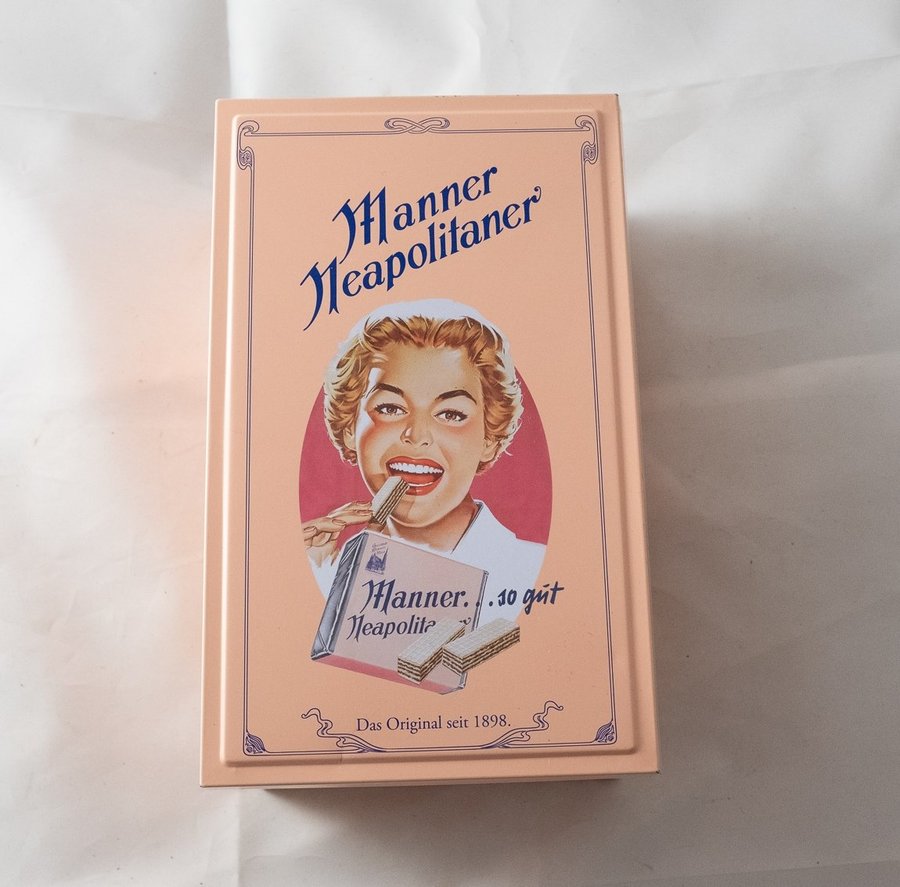 Manner
Neapolitaner
Manner. . . so gut
Neapolitaner
Das Original seit 1898.